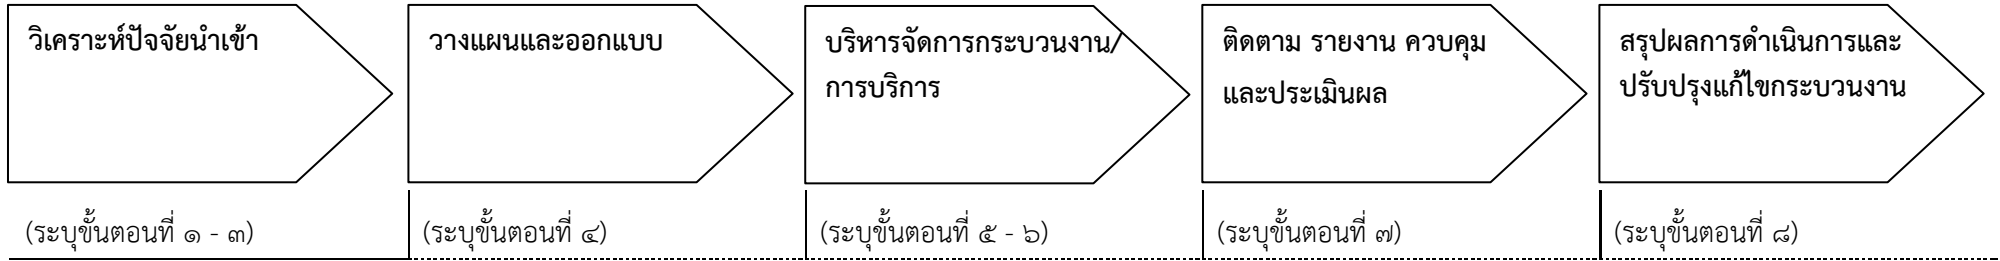 วิเคราะห์ปัจจัยนำเข้า
วางแผนและออกแบบ
บริหารจัดการกระบวนงาน/
การบริการ
ติดตาม รายงาน ควบคุม
และประเมินผล
สรุปผลการดำเนินการและ
ปรับปรุงแก้ไขกระบวนงาน
(ระบุขั้นตอนที่ ๑ - ๓)
(ระบุขั้นตอนที่ ๔)
(ระบุขั้นตอนที่ ๕ - ๖)
(ระบุขั้นตอนที่ ๗)
(ระบุขั้นตอนที่ ๘)